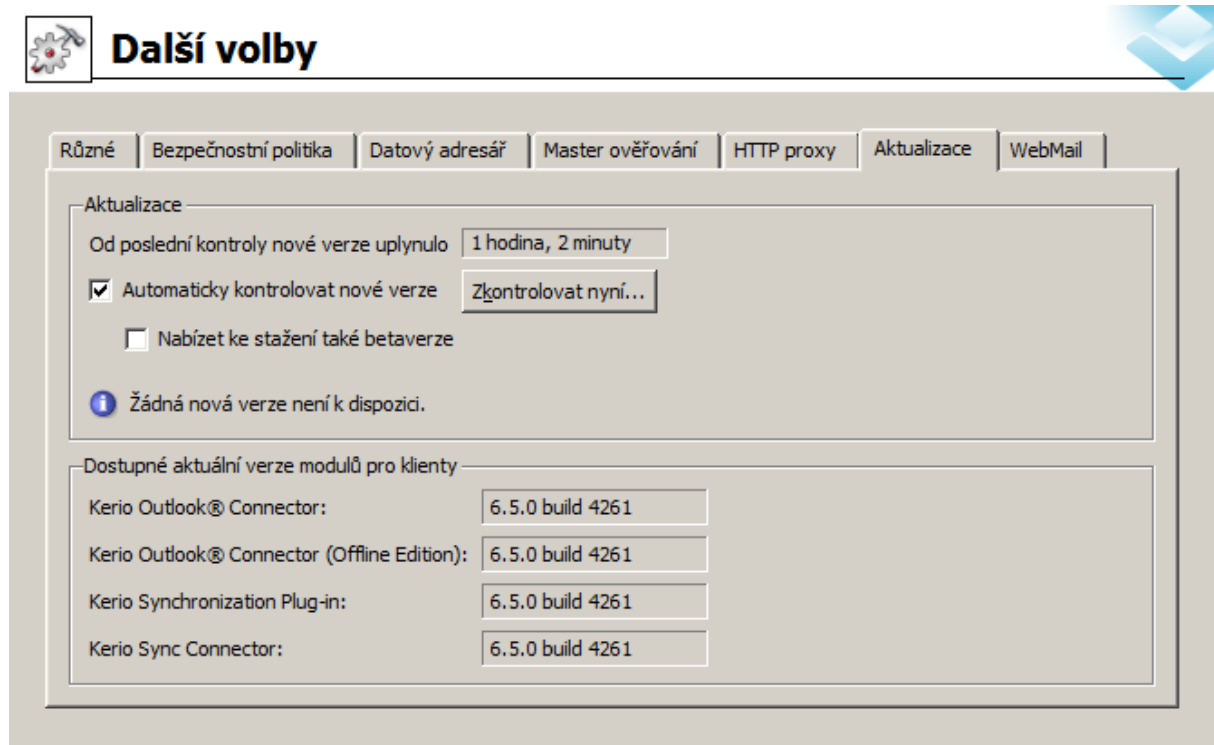 Další volby
Různé Bezpečnostní politika Datový adresář Master ověřování HTTP proxy Aktualizace WebMail
Aktualizace
Od poslední kontroly nové verze uplynulo 1 hodina, 2 minuty
Automaticky kontrolovat nové verze Zkontrolovat nyní...
Nabízet ke stažení také betaverze
Žádná nová verze není k dispozici.
Dostupné aktuální verze modulů pro klienty
Kerio Outlook® Connector: 6.5.0 build 4261
Kerio Outlook® Connector (Offline Edition): 6.5.0 build 4261
Kerio Synchronization Plug-in: 6.5.0 build 4261
Kerio Sync Connector: 6.5.0 build 4261